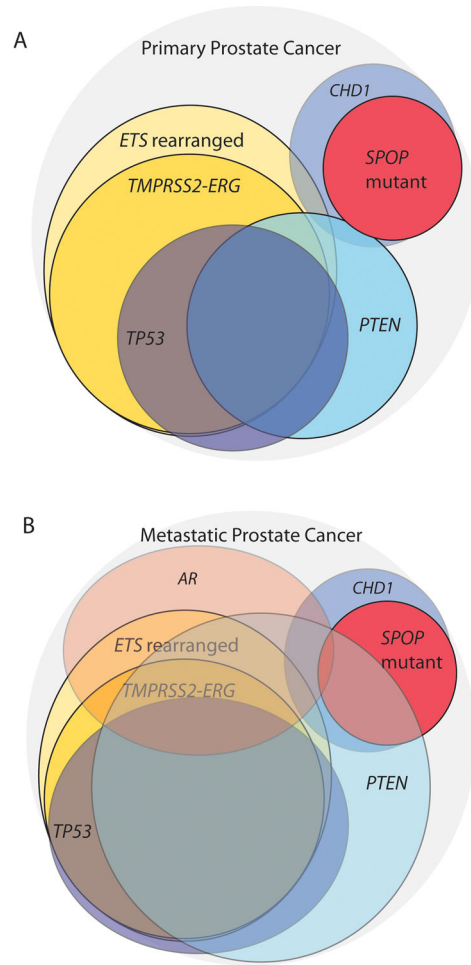 A
Primary Prostate Cancer
CHD1
ETS rearranged
SPOP
mutant
TMPRSS2-ERG
PTEN
TP53
B
Metastatic Prostate Cancer
AR
CHD1
ETS rearranged
SPOP
mutant
TMPRSS2-ERG
PTEN
TP53